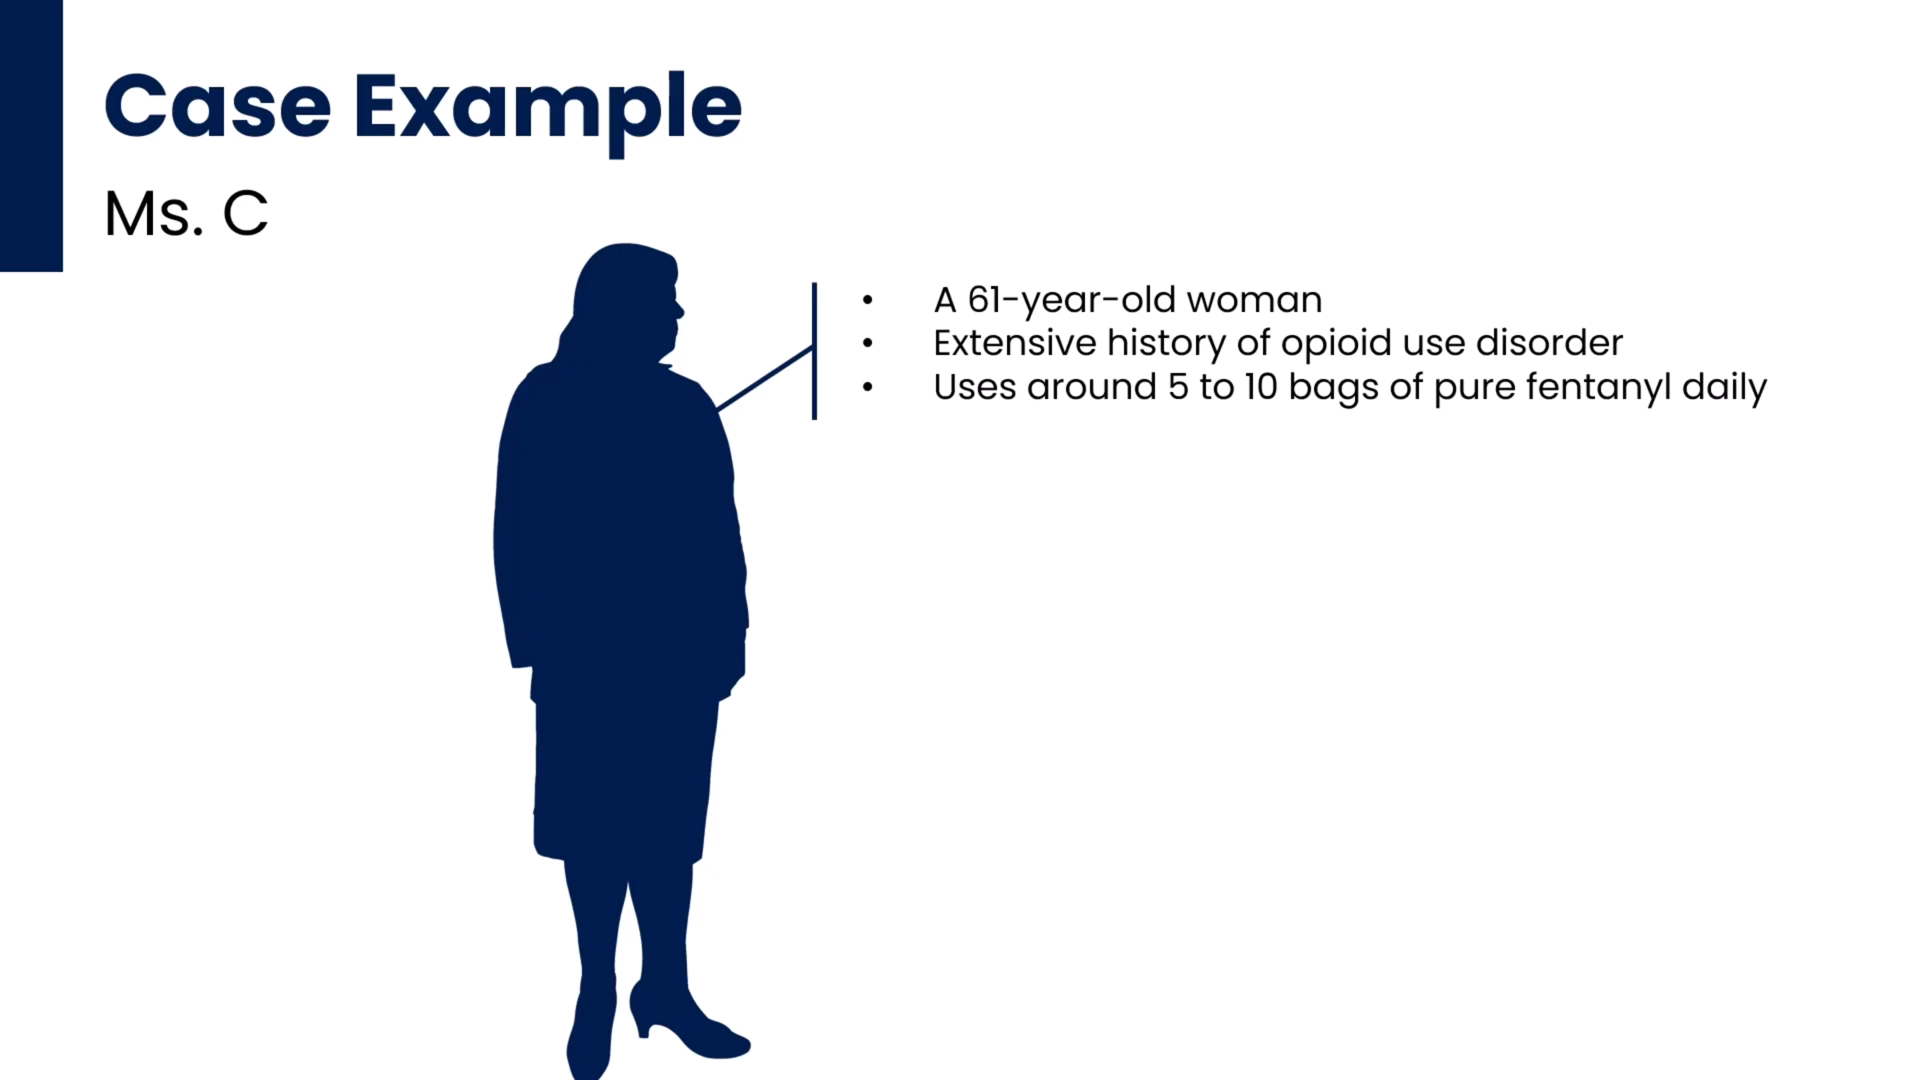 Case Example
Ms. C
• A 61-year-old woman
• Extensive history of opioid use disorder
• Uses around 5 to 10 bags of pure fentanyl daily